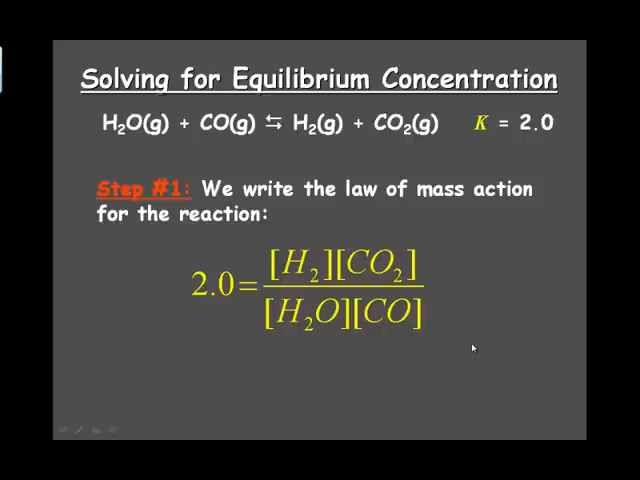 Solving for Equilibrium Concentration
H₂O(g) + CO(g) ⇆ H₂(g) + CO₂(g) K = 2.0
Step #1: We write the law of mass action
for the reaction:
2.0 = [H₂][CO₂] / [H₂O][CO]